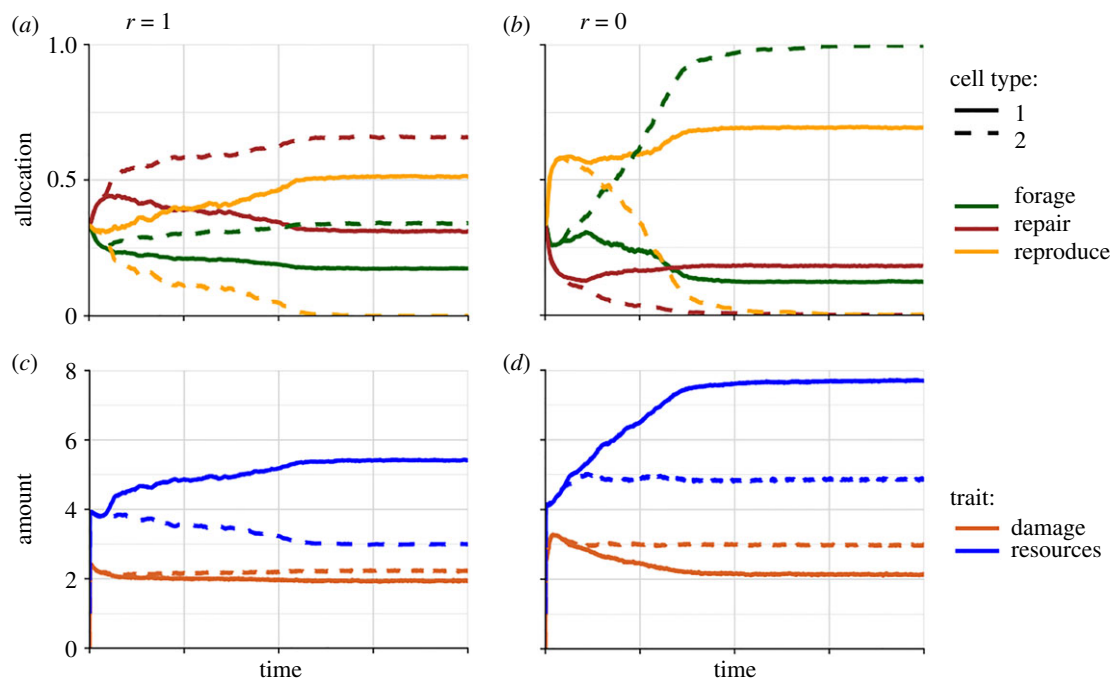 (a) r = 1
(b) r = 0
1.0
0.5
0
allocation
cell type:
1
2
forage
repair
reproduce
(c)
(d)
8
6
4
2
0
amount
time
time
trait:
damage
resources